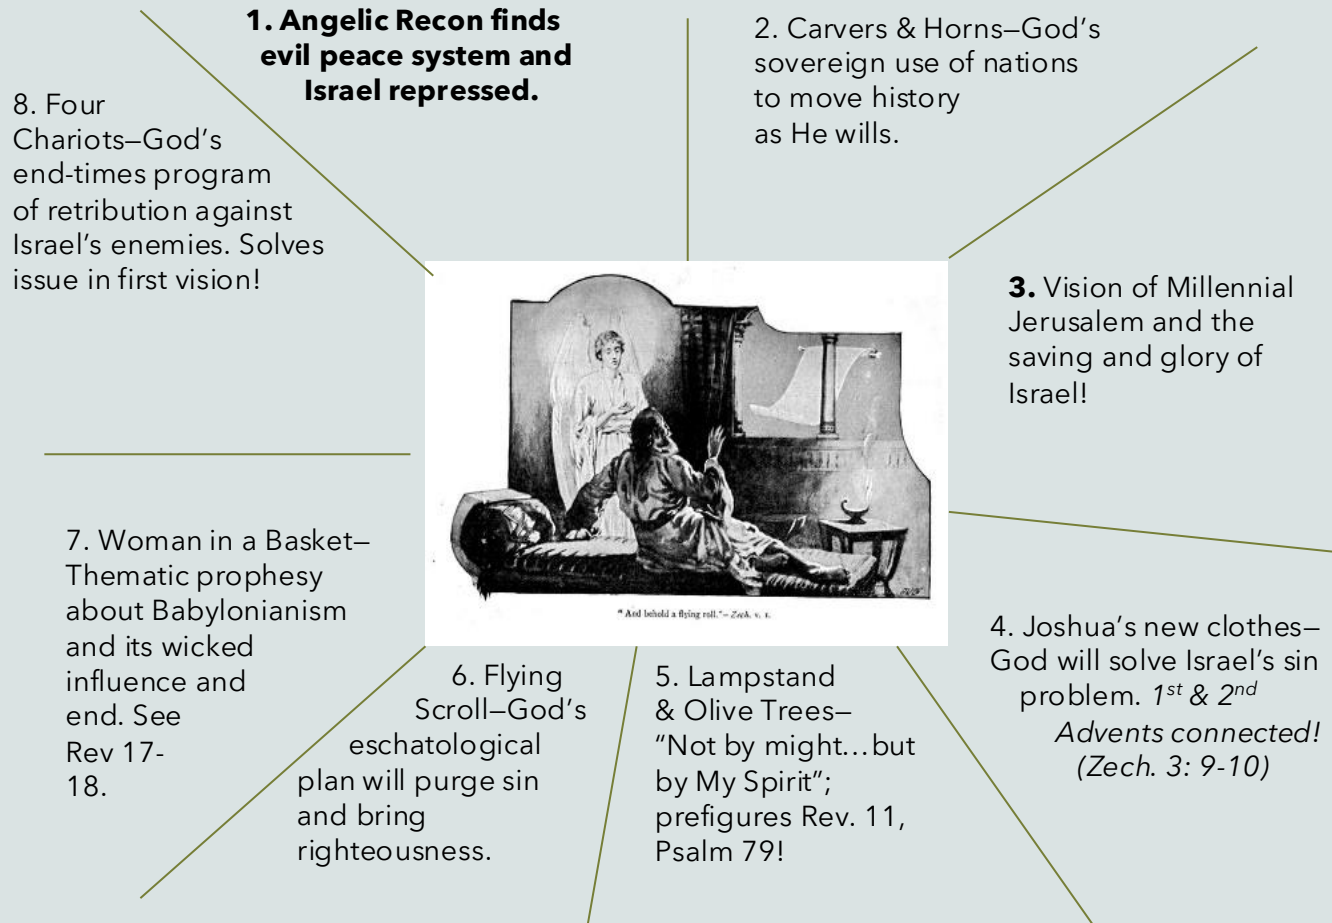 1. Angelic Recon finds
evil peace system and
Israel repressed.
2. Carvers & Horns—God's
sovereign use of nations
to move history
as He wills.
3. Vision of Millennial
Jerusalem and the
saving and glory of
Israel!
4. Joshua's new clothes—
God will solve Israel's sin
problem. 1st & 2nd
Advents connected!
(Zech. 3: 9-10)
5. Lampstand
& Olive Trees—
"Not by might…but
by My Spirit";
prefigures Rev. 11,
Psalm 79!
6. Flying
Scroll—God's
eschatological
plan will purge sin
and bring
righteousness.
7. Woman in a Basket—
Thematic prophesy
about Babylonianism
and its wicked
influence and
end. See
Rev 17-
18.
8. Four
Chariots—God's
end-times program
of retribution against
Israel's enemies. Solves
issue in first vision!
"And behold a flying roll."—Zech. v. 1.